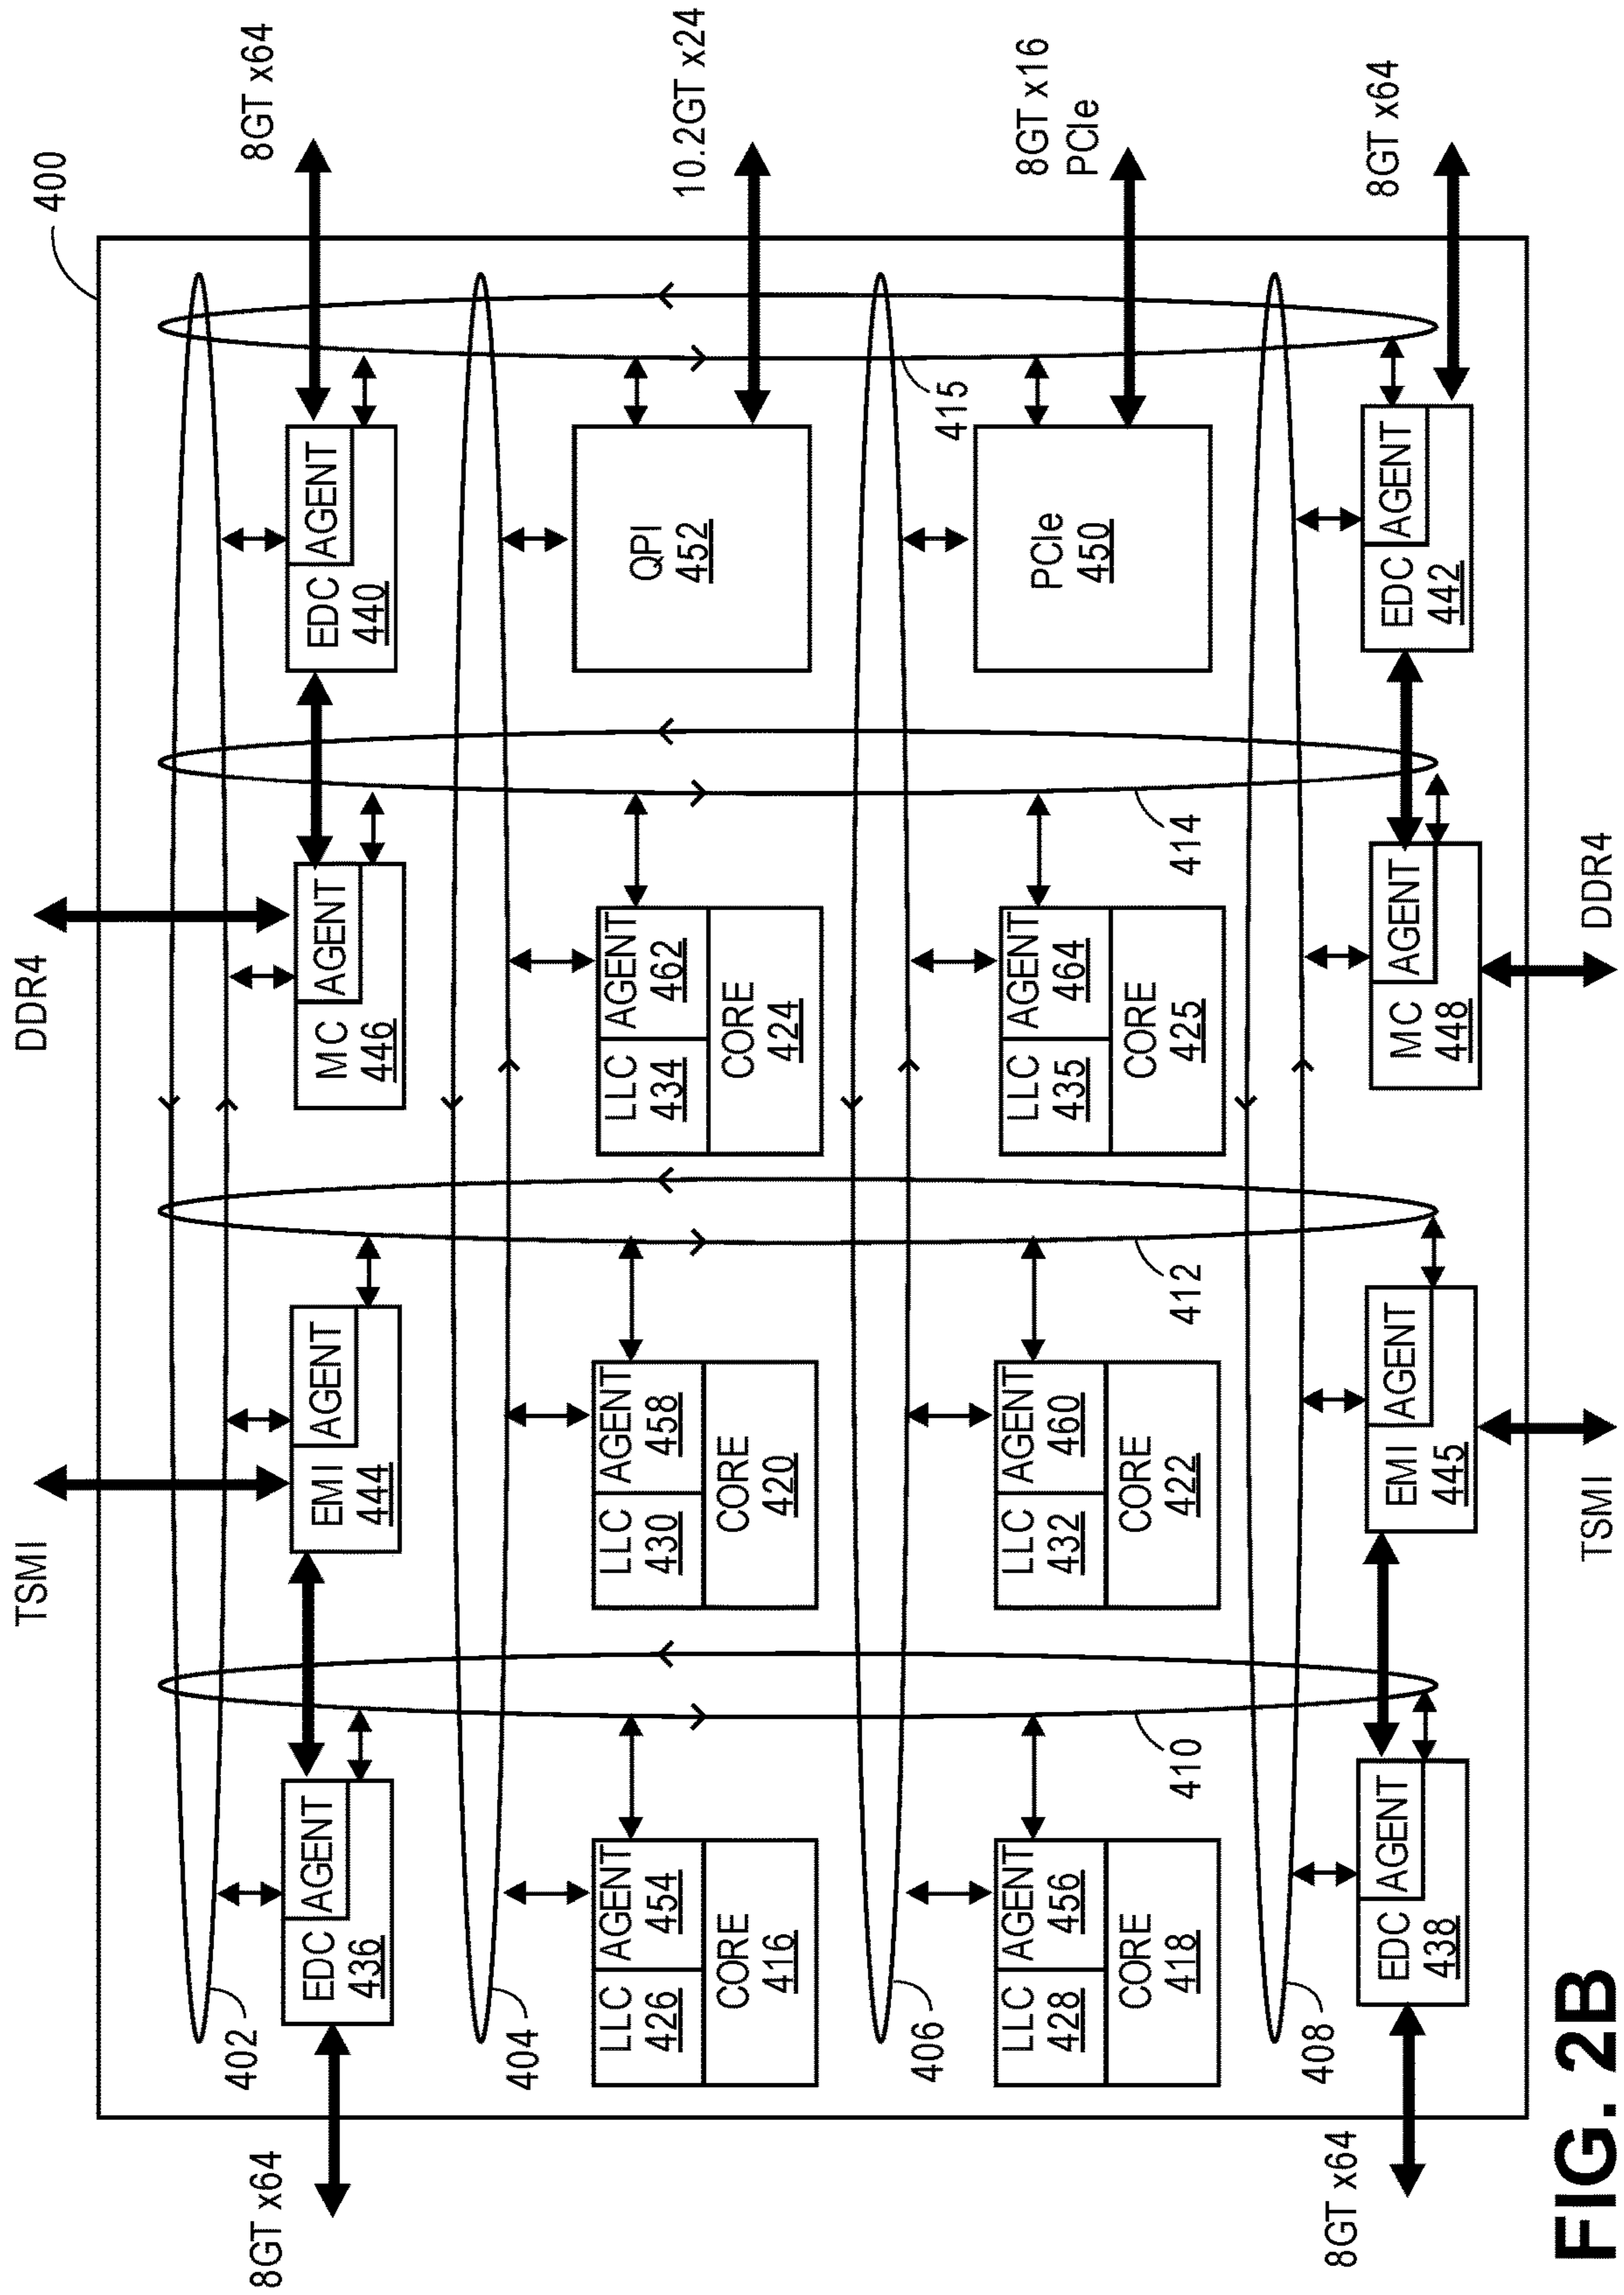 TSMI
DDR4
400
8GT x64
402
EDC
436
AGENT
EMI
444
AGENT
MC
446
AGENT
EDC
440
AGENT
8GT x64
404
LLC
426
AGENT
454
CORE
416
LLC
430
AGENT
458
CORE
420
LLC
434
AGENT
462
CORE
424
QPI
452
10.2GT x24
406
415
LLC
428
AGENT
456
CORE
418
LLC
432
AGENT
460
CORE
422
LLC
435
AGENT
464
CORE
425
PCIe
450
8GT x16
PCIe
410
412
414
408
8GT x64
EDC
438
AGENT
EMI
445
AGENT
MC
448
AGENT
EDC
442
AGENT
8GT x64
TSMI
DDR4
FIG. 2B